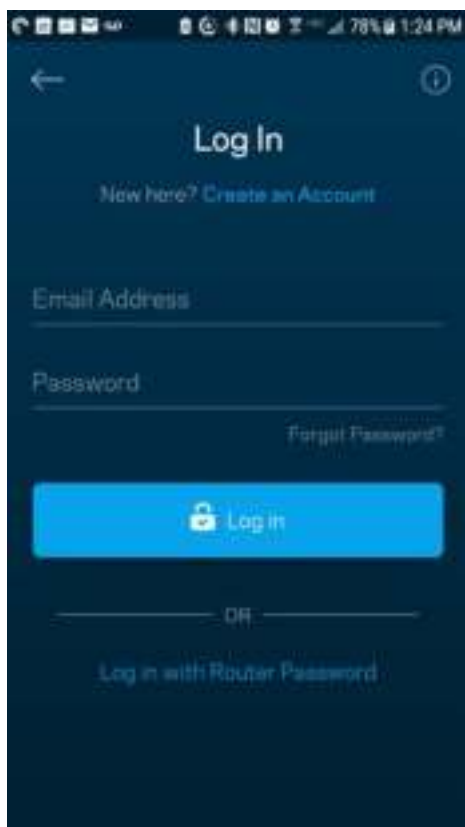 78% 1:24 PM
Log In
New here? Create an Account
Email Address
Password
Forgot Password?
Log in
OR
Log in with Router Password